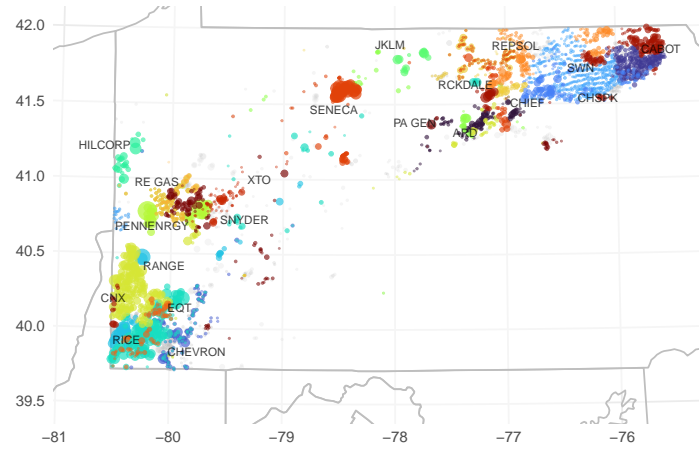 42.0
JKLM
REPSOL
CABOT
SWN
RCKDALE
41.5
SENECA
CHIEF
CHSPK
PA GEN
ARD
HILCORP
41.0
RE GAS
XTO
SNYDER
PENNENRGY
40.5
RANGE
CNX
EQT
40.0
RICE
CHEVRON
39.5
−81
−80
−79
−78
−77
−76